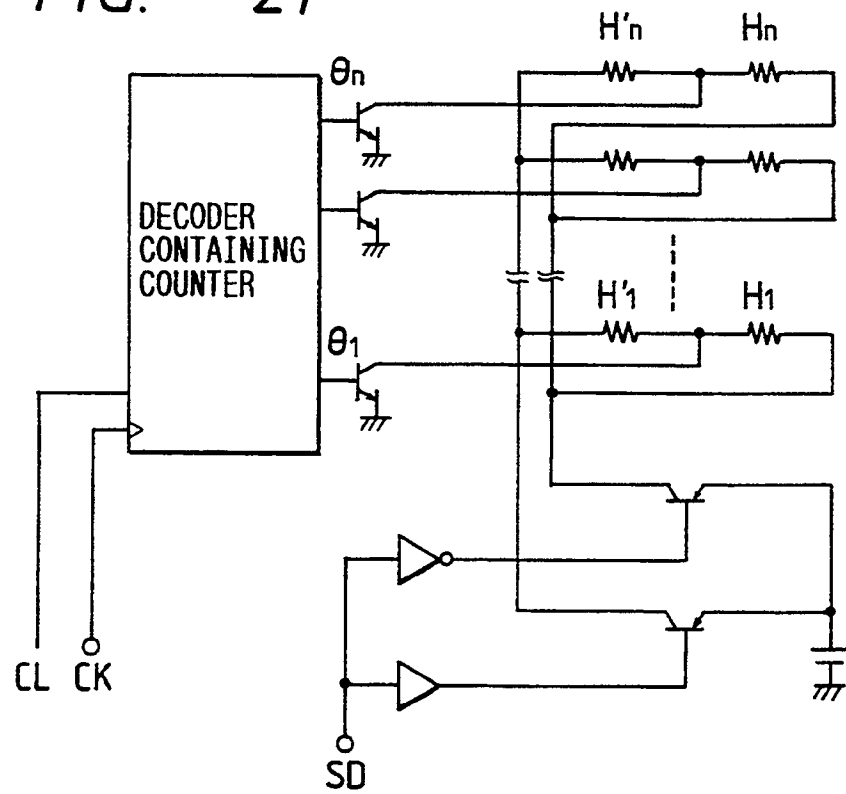 FIG. 21
H'n
Hn
θn
DECODER
CONTAINING
COUNTER
H'1
H1
θ1
CL
CK
SD